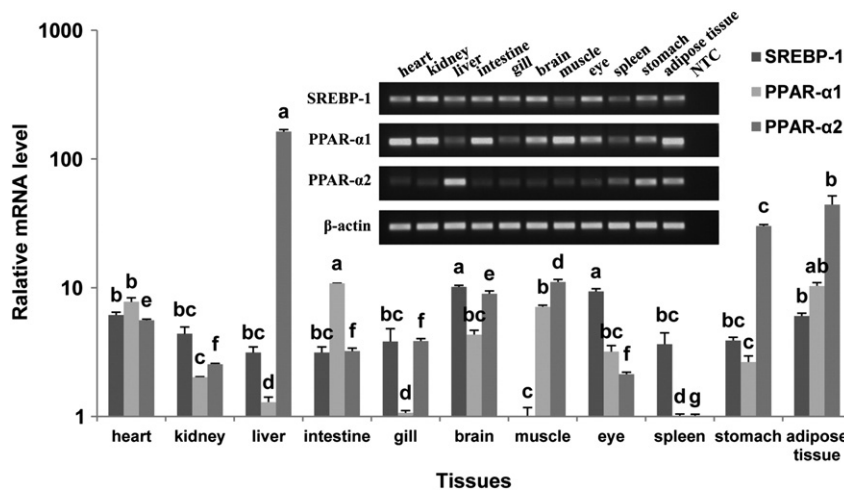 1000
100
10
1
Ralative mRNA level
heart kidney liver intestine gill brain muscle eye spleen stomach adipose tissue NTC
SREBP-1
PPAR-α1
PPAR-α2
β-actin
SREBP-1
PPAR-α1
PPAR-α2
b b e
bc c f
bc d a
bc a f
bc d f
a bc e
c b d
a bc f
bc d g
bc c c
b ab b
heart kidney liver intestine gill brain muscle eye spleen stomach adipose
tissue
Tissues